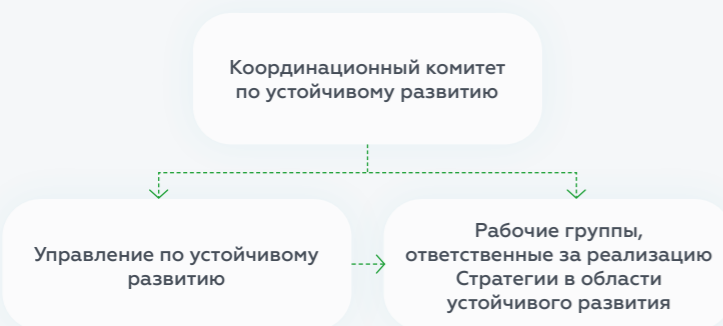 Координационный комитет
по устойчивому развитию
Управление по устойчивому
развитию
Рабочие группы,
ответственные за реализацию
Стратегии в области
устойчивого развития